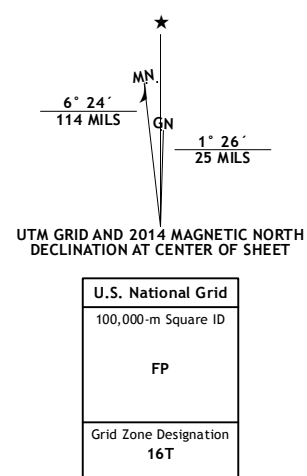 ★
MN
6° 24´
114 MILS
GN
1° 26´
25 MILS
UTM GRID AND 2014 MAGNETIC NORTH
DECLINATION AT CENTER OF SHEET
U.S. National Grid
100,000-m Square ID
FP
Grid Zone Designation
16T